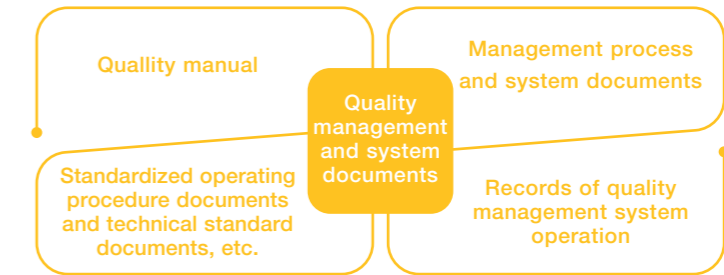 Quallity manual
Management process
and system documents
Quality
management
and system
documents
Standardized operating
procedure documents
and technical standard
documents, etc.
Records of quality
management system
operation